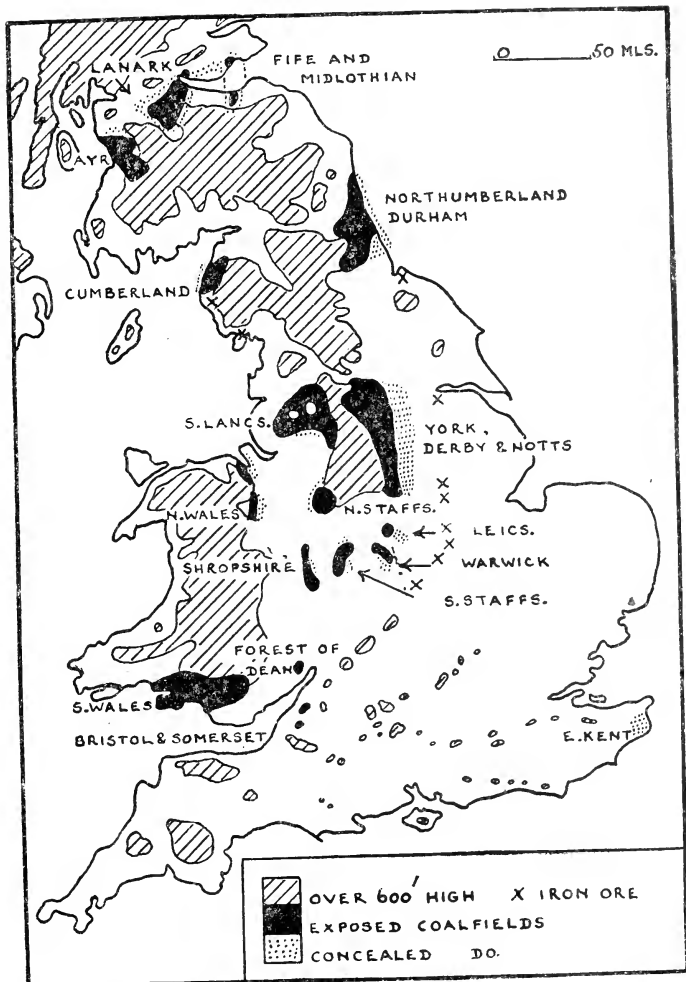 0 50 MLS.
LANARK
FIFE AND
MIDLOTHIAN
AYR
NORTHUMBERLAND
DURHAM
CUMBERLAND
S. LANCS.
YORK,
DERBY & NOTTS
N. WALES
N. STAFFS.
LEICS.
SHROPSHIRE
WARWICK
S. STAFFS.
FOREST OF
DEAN
S. WALES
BRISTOL & SOMERSET
E. KENT
OVER 600' HIGH X IRON ORE
EXPOSED COALFIELDS
CONCEALED DO.